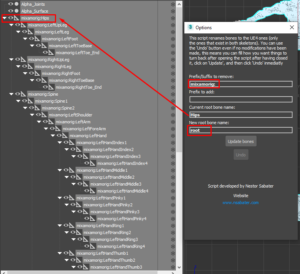 Alpha_Joints
Alpha_Surface
mixamorig:Hips
mixamorig:LeftUpLeg
mixamorig:LeftLeg
mixamorig:LeftFoot
mixamorig:LeftToeBase
mixamorig:LeftToe_End
mixamorig:RightUpLeg
mixamorig:RightLeg
mixamorig:RightFoot
mixamorig:RightToeBase
mixamorig:RightToe_End
mixamorig:Spine
mixamorig:Spine1
mixamorig:Spine2
mixamorig:LeftShoulder
mixamorig:LeftArm
mixamorig:LeftForeArm
mixamorig:LeftHand
mixamorig:LeftHandIndex1
mixamorig:LeftHandIndex2
mixamorig:LeftHandIndex3
mixamorig:LeftHandIndex4
mixamorig:LeftHandMiddle1
mixamorig:LeftHandMiddle2
mixamorig:LeftHandMiddle3
mixamorig:LeftHandMiddle4
mixamorig:LeftHandPinky1
mixamorig:LeftHandPinky2
mixamorig:LeftHandPinky3
mixamorig:LeftHandPinky4
mixamorig:LeftHandRing1
mixamorig:LeftHandRing2
mixamorig:LeftHandRing3
mixamorig:LeftHandRing4
mixamorig:LeftHandThumb1
mixamorig:LeftHandThumb2
mixamorig:LeftHandThumb3
Options
This script renames bones to the UE4 ones (only
the ones that exist in both skeletons). You can use
the 'Undo' button even if no modifications have been
made, this means you can fill how you want things to
turn back after opening the script after having closed
it, click on 'Update', and then click 'Undo' inmediatly
Prefix/Suffix to remove:
mixamorig:
Prefix to add:
Current root bone name:
Hips
New root bone name:
root
Update bones
Undo
Script developed by Nestor Sabater
Website